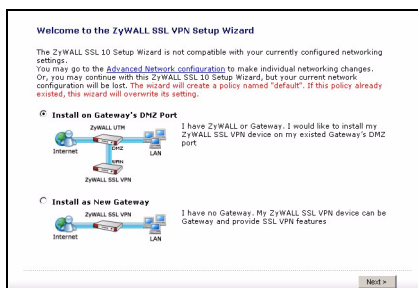 Welcome to the ZyWALL SSL VPN Setup Wizard
The ZyWALL SSL 10 Setup Wizard is not compatible with your currently configured networking
settings.
You may go to the Advanced Network configuration to make individual networking changes.
Or, you may continue with this ZyWALL SSL 10 Setup Wizard, but your current network
configuration will be lost. The wizard will create a policy named "default". If this policy already
existed, this wizard will overwrite its setting.
Install on Gateway's DMZ Port
ZyWALL UTM
DMZ
Internet
LAN
ZyWALL SSL VPN
I have ZyWALL or Gateway. I would like to install my
ZyWALL SSL VPN device on my existed Gateway's DMZ
port
Install as New Gateway
ZyWALL SSL VPN
Internet
LAN
I have no Gateway. My ZyWALL SSL VPN device can be
Gateway and provide SSL VPN features
Next >